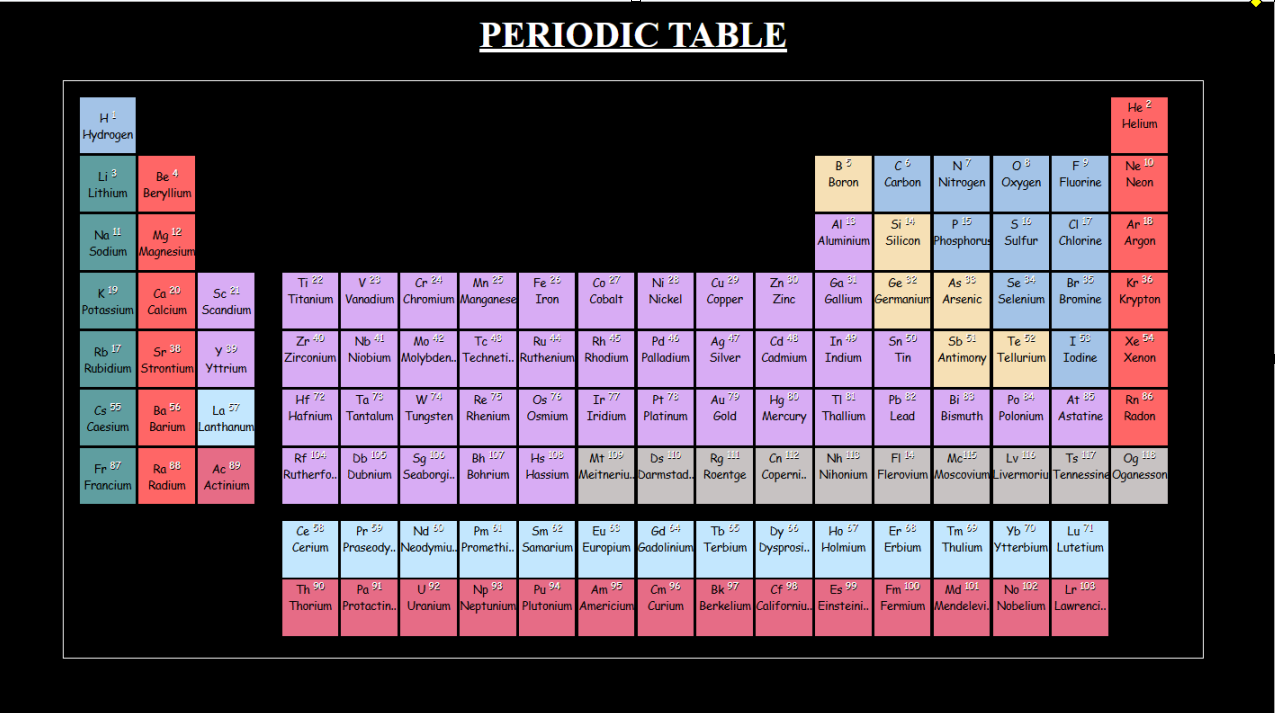 PERIODIC TABLE
H 1 He 2
Hydrogen Helium
Li 3 Be 4 B 5 C 6 N 7 O 8 F 9 Ne 10
Lithium Beryllium Boron Carbon Nitrogen Oxygen Fluorine Neon
Na 11 Mg 12 Al 13 Si 14 P 15 S 16 Cl 17 Ar 18
Sodium Magnesium Aluminium Silicon Phosphorus Sulfur Chlorine Argon
K 19 Ca 20 Sc 21 Ti 22 V 23 Cr 24 Mn 25 Fe 26 Co 27 Ni 28 Cu 29 Zn 30 Ga 31 Ge 32 As 33 Se 34 Br 35 Kr 36
Potassium Calcium Scandium Titanium Vanadium Chromium Manganese Iron Cobalt Nickel Copper Zinc Gallium Germanium Arsenic Selenium Bromine Krypton
Rb 17 Sr 38 Y 39 Zr 40 Nb 41 Mo 42 Tc 43 Ru 44 Rh 45 Pd 46 Ag 47 Cd 48 In 49 Sn 50 Sb 51 Te 52 I 53 Xe 54
Rubidium Strontium Yttrium Zirconium Niobium Molybden.. Techneti.. Ruthenium Rhodium Palladium Silver Cadmium Indium Tin Antimony Tellurium Iodine Xenon
Cs 55 Ba 56 La 57 Hf 72 Ta 73 W 74 Re 75 Os 76 Ir 77 Pt 78 Au 79 Hg 80 Tl 81 Pb 82 Bi 83 Po 84 At 85 Rn 86
Caesium Barium Lanthanum Hafnium Tantalum Tungsten Rhenium Osmium Iridium Platinum Gold Mercury Thallium Lead Bismuth Polonium Astatine Radon
Fr 87 Ra 88 Ac 89 Rf 104 Db 105 Sg 106 Bh 107 Hs 108 Mt 109 Ds 110 Rg 111 Cn 112 Nh 113 Fl 14 Mc 115 Lv 116 Ts 117 Og 118
Francium Radium Actinium Rutherfo.. Dubnium Seaborgi.. Bohrium Hassium Meitneriu.. Darmstad.. Roentge Coperni.. Nihonium Flerovium Moscovium Livermoriu Tennessine Oganesson
Ce 58 Pr 59 Nd 60 Pm 61 Sm 62 Eu 63 Gd 64 Tb 65 Dy 66 Ho 67 Er 68 Tm 69 Yb 70 Lu 71
Cerium Praseody.. Neodymiu.. Promethi.. Samarium Europium Gadolinium Terbium Dysprosi.. Holmium Erbium Thulium Ytterbium Lutetium
Th 90 Pa 91 U 92 Np 93 Pu 94 Am 95 Cm 96 Bk 97 Cf 98 Es 99 Fm 100 Md 101 No 102 Lr 103
Thorium Protactin.. Uranium Neptunium Plutonium Americium Curium Berkelium Californiu.. Einsteini.. Fermium Mendelevi. Nobelium Lawrenci..